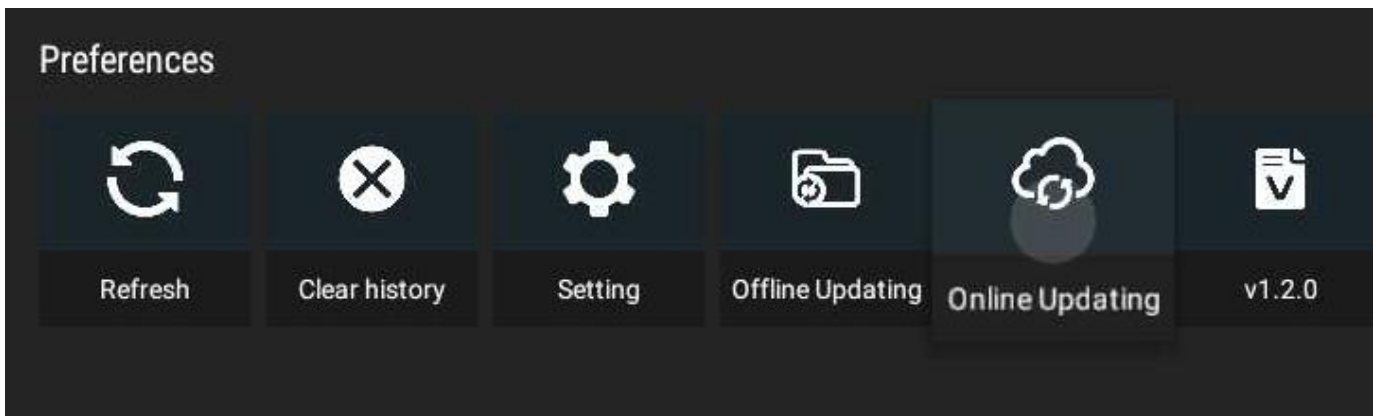 Preferences
Refresh
Clear history
Setting
Offline Updating
Online Updating
V
v1.2.0